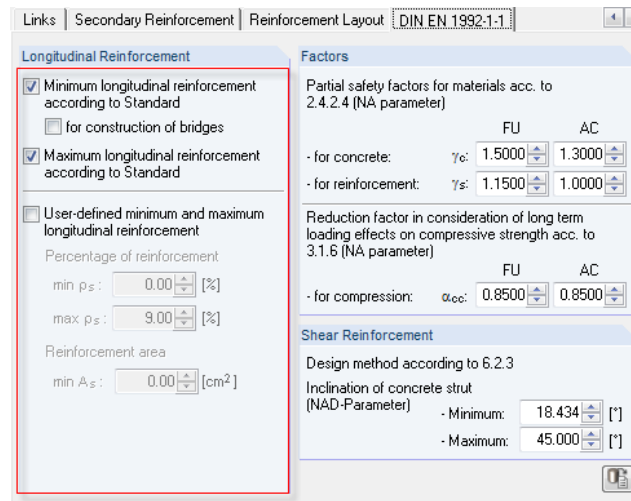 Links
Secondary Reinforcement
Reinforcement Layout
DIN EN 1992-1-1
Longitudinal Reinforcement
Minimum longitudinal reinforcement
according to Standard
for construction of bridges
Maximum longitudinal reinforcement
according to Standard
User-defined minimum and maximum
longitudinal reinforcement
Percentage of reinforcement
min ρs : 0.00 [%]
max ρs : 9.00 [%]
Reinforcement area
min As : 0.00 [cm²]
Factors
Partial safety factors for materials acc. to
2.4.2.4 (NA parameter)
FU AC
- for concrete: γc: 1.5000 1.3000
- for reinforcement: γs: 1.1500 1.0000
Reduction factor in consideration of long term
loading effects on compressive strength acc. to
3.1.6 (NA parameter)
FU AC
- for compression: αcc: 0.8500 0.8500
Shear Reinforcement
Design method according to 6.2.3
Inclination of concrete strut
(NAD-Parameter) - Minimum: 18.434 [°]
- Maximum: 45.000 [°]